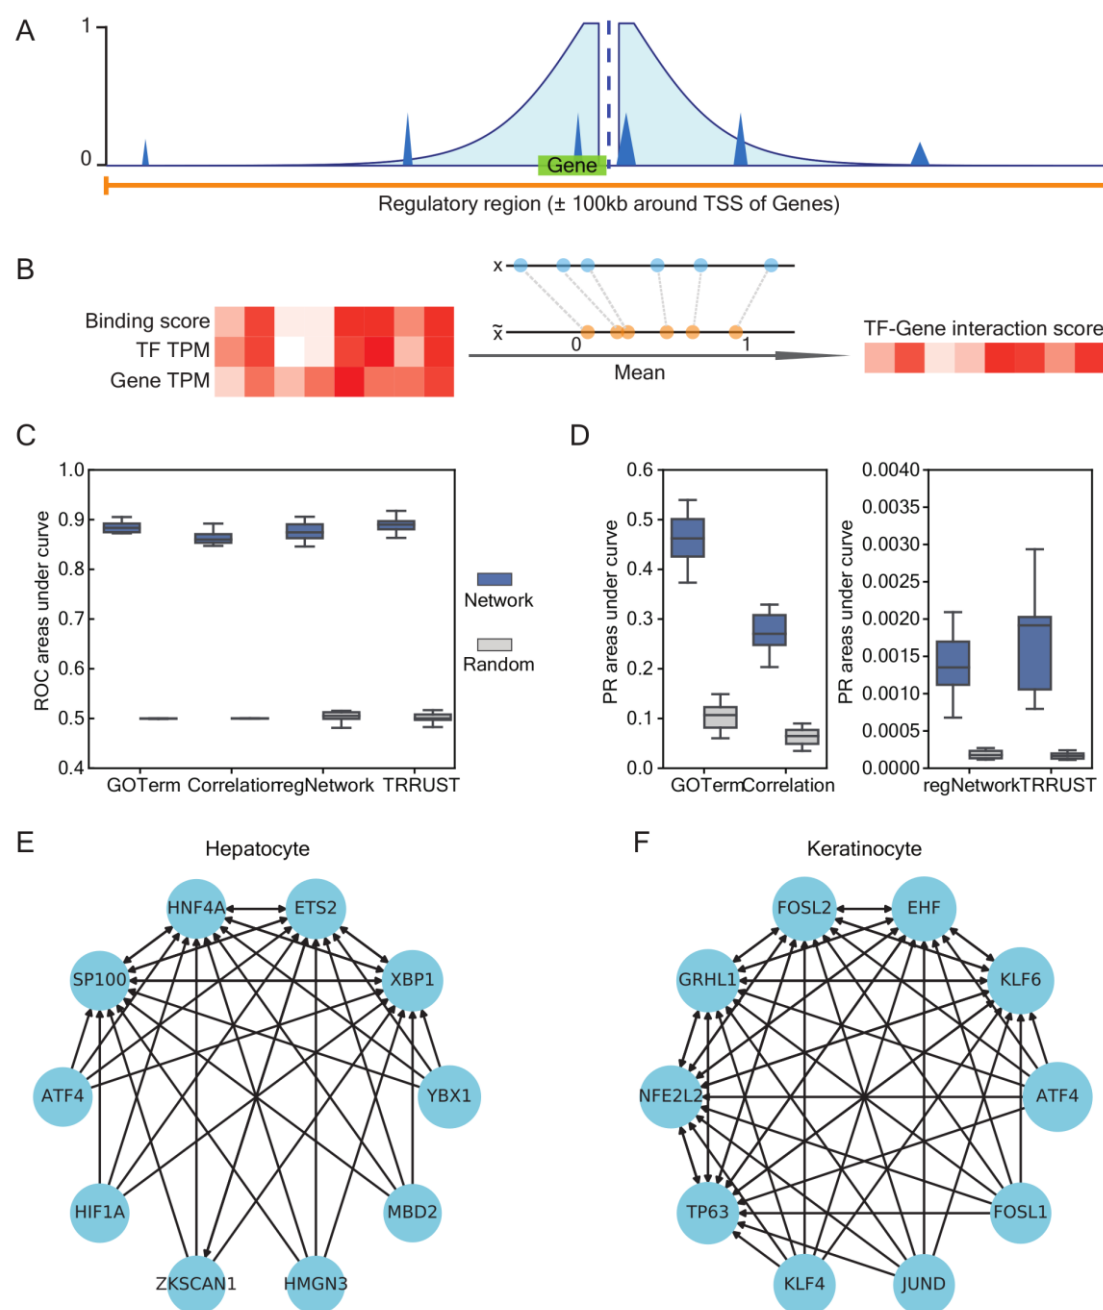 A
1
0
Gene
Regulatory region (± 100kb around TSS of Genes)
B
Binding score
TF TPM
Gene TPM
x
x̃
0
1
Mean
TF-Gene interaction score
C
ROC areas under curve
1.0
0.9
0.8
0.7
0.6
0.5
0.4
GOTerm
Correlation
regNetwork
TRRUST
Network
Random
D
PR areas under curve
0.6
0.5
0.4
0.3
0.2
0.1
0.0
GOTerm
Correlation
PR areas under curve
0.0040
0.0035
0.0030
0.0025
0.0020
0.0015
0.0010
0.0005
0.0000
regNetwork
TRRUST
E
Hepatocyte
HNF4A
ETS2
SP100
XBP1
ATF4
YBX1
HIF1A
MBD2
ZKSCAN1
HMGN3
F
Keratinocyte
FOSL2
EHF
GRHL1
KLF6
NFE2L2
ATF4
TP63
FOSL1
KLF4
JUND